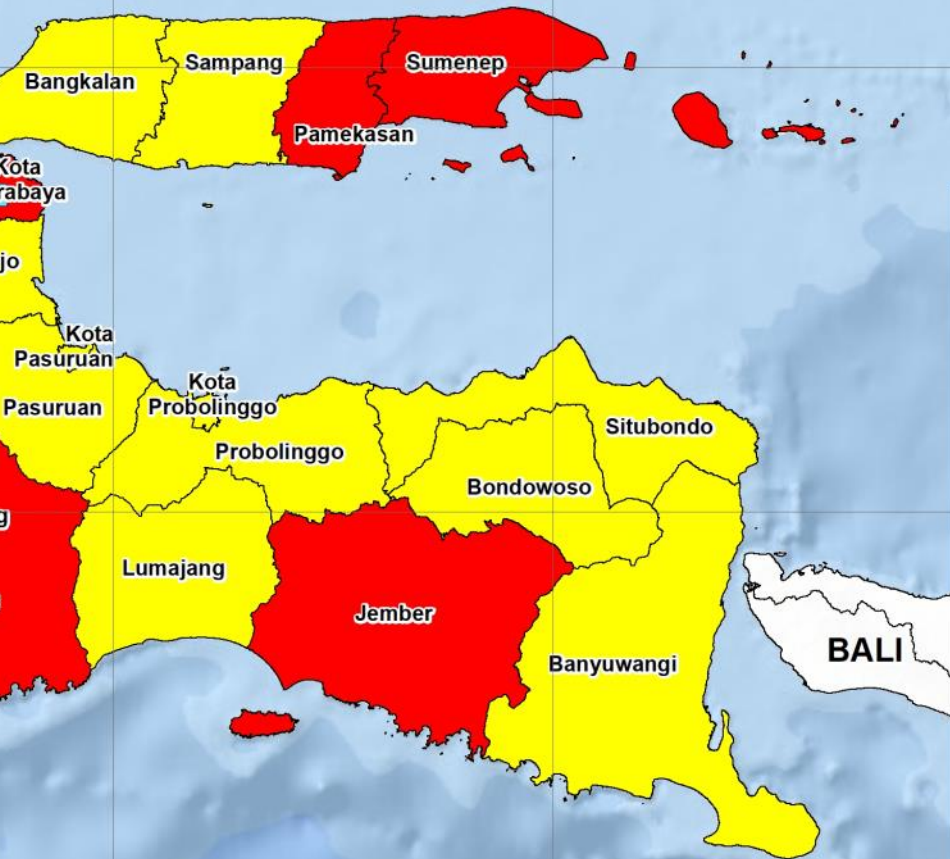 Sampang
Sumenep
Bangkalan
Pamekasan
Kota
rabaya
jo
Kota
Pasuruan
Kota
Pasuruan
Probolinggo
Situbondo
Probolinggo
Bondowoso
g
Lumajang
Jember
BALI
Banyuwangi